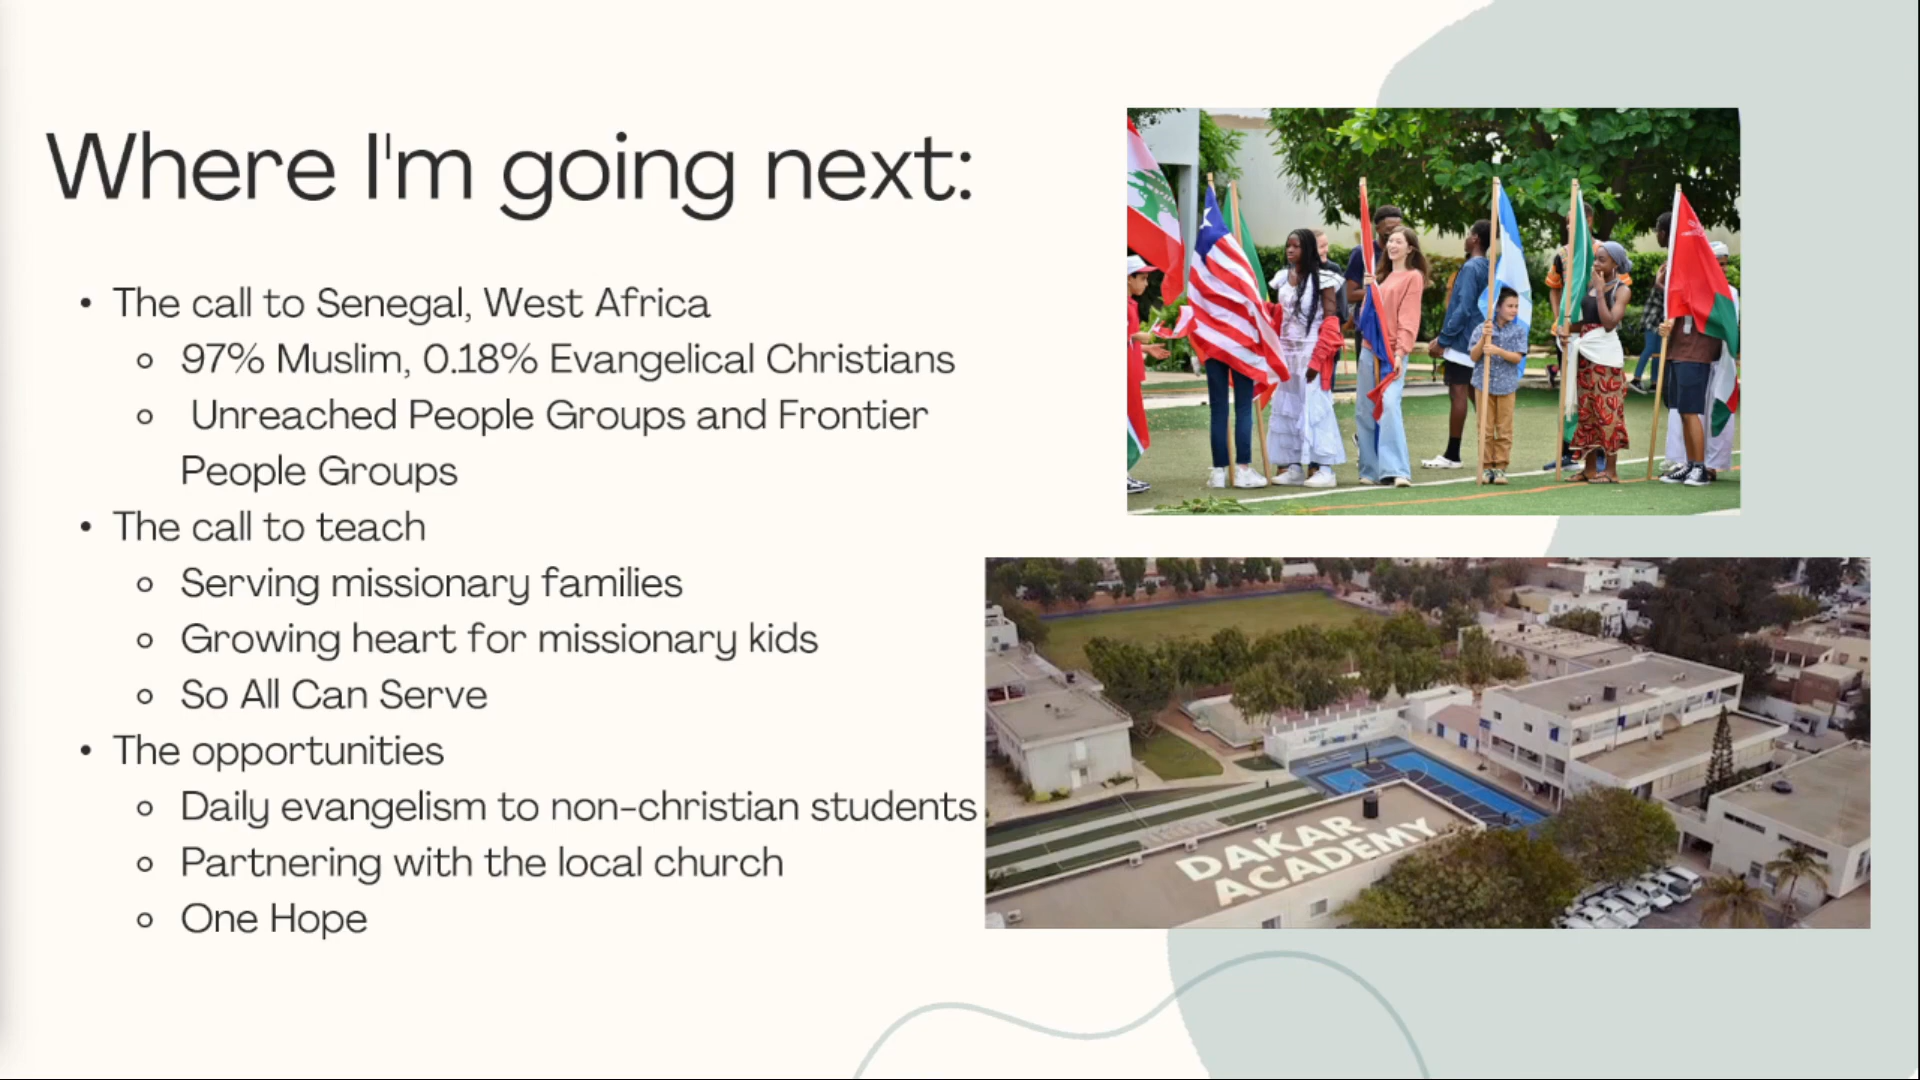 Where I'm going next:
• The call to Senegal, West Africa
○ 97% Muslim, 0.18% Evangelical Christians
○ Unreached People Groups and Frontier
People Groups
• The call to teach
○ Serving missionary families
○ Growing heart for missionary kids
○ So All Can Serve
• The opportunities
○ Daily evangelism to non-christian students
○ Partnering with the local church
○ One Hope
DAKAR
ACADEMY